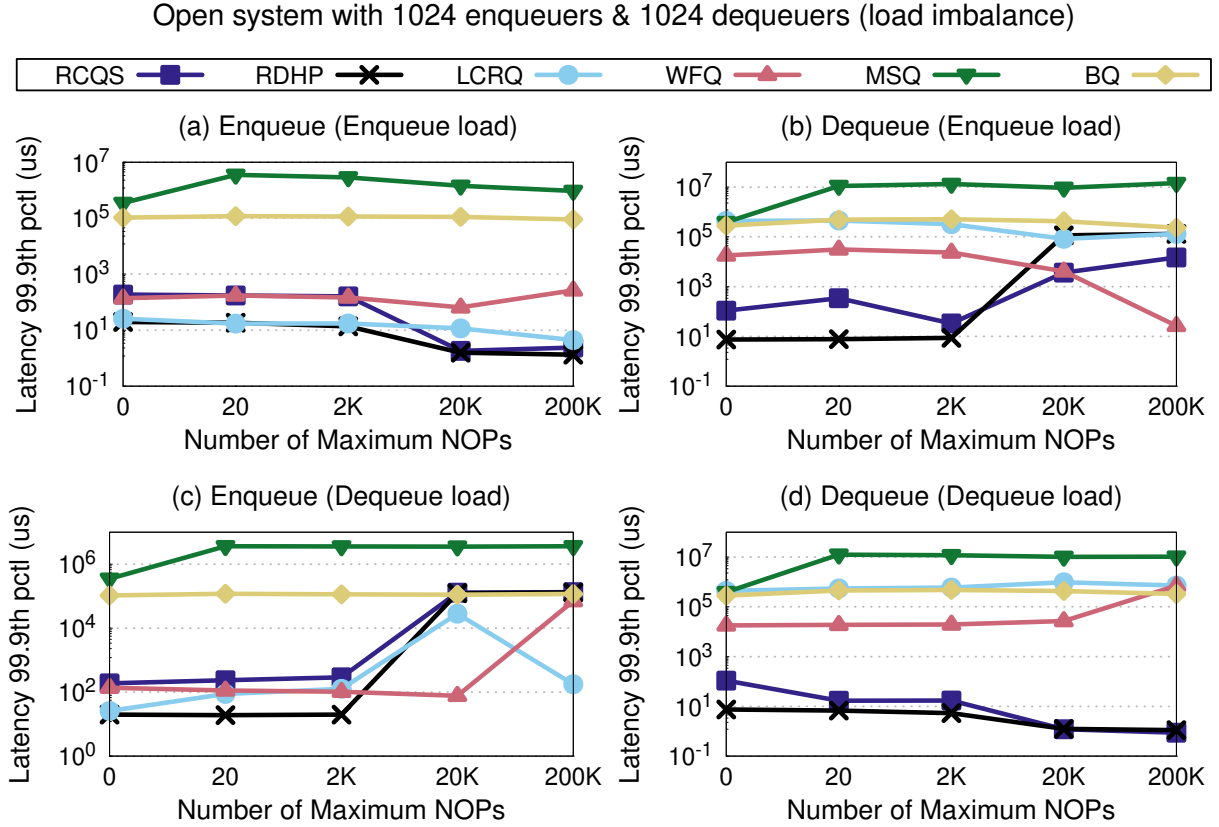 Open system with 1024 enqueuers & 1024 dequeuers (load imbalance)
RCQS RDHP LCRQ WFQ MSQ BQ
(a) Enqueue (Enqueue load)
Latency 99.9th pctl (us)
10^7
10^5
10^3
10^1
10^-1
0 20 2K 20K 200K
Number of Maximum NOPs
(b) Dequeue (Enqueue load)
Latency 99.9th pctl (us)
10^7
10^5
10^3
10^1
10^-1
0 20 2K 20K 200K
Number of Maximum NOPs
(c) Enqueue (Dequeue load)
Latency 99.9th pctl (us)
10^6
10^4
10^2
10^0
0 20 2K 20K 200K
Number of Maximum NOPs
(d) Dequeue (Dequeue load)
Latency 99.9th pctl (us)
10^7
10^5
10^3
10^1
10^-1
0 20 2K 20K 200K
Number of Maximum NOPs